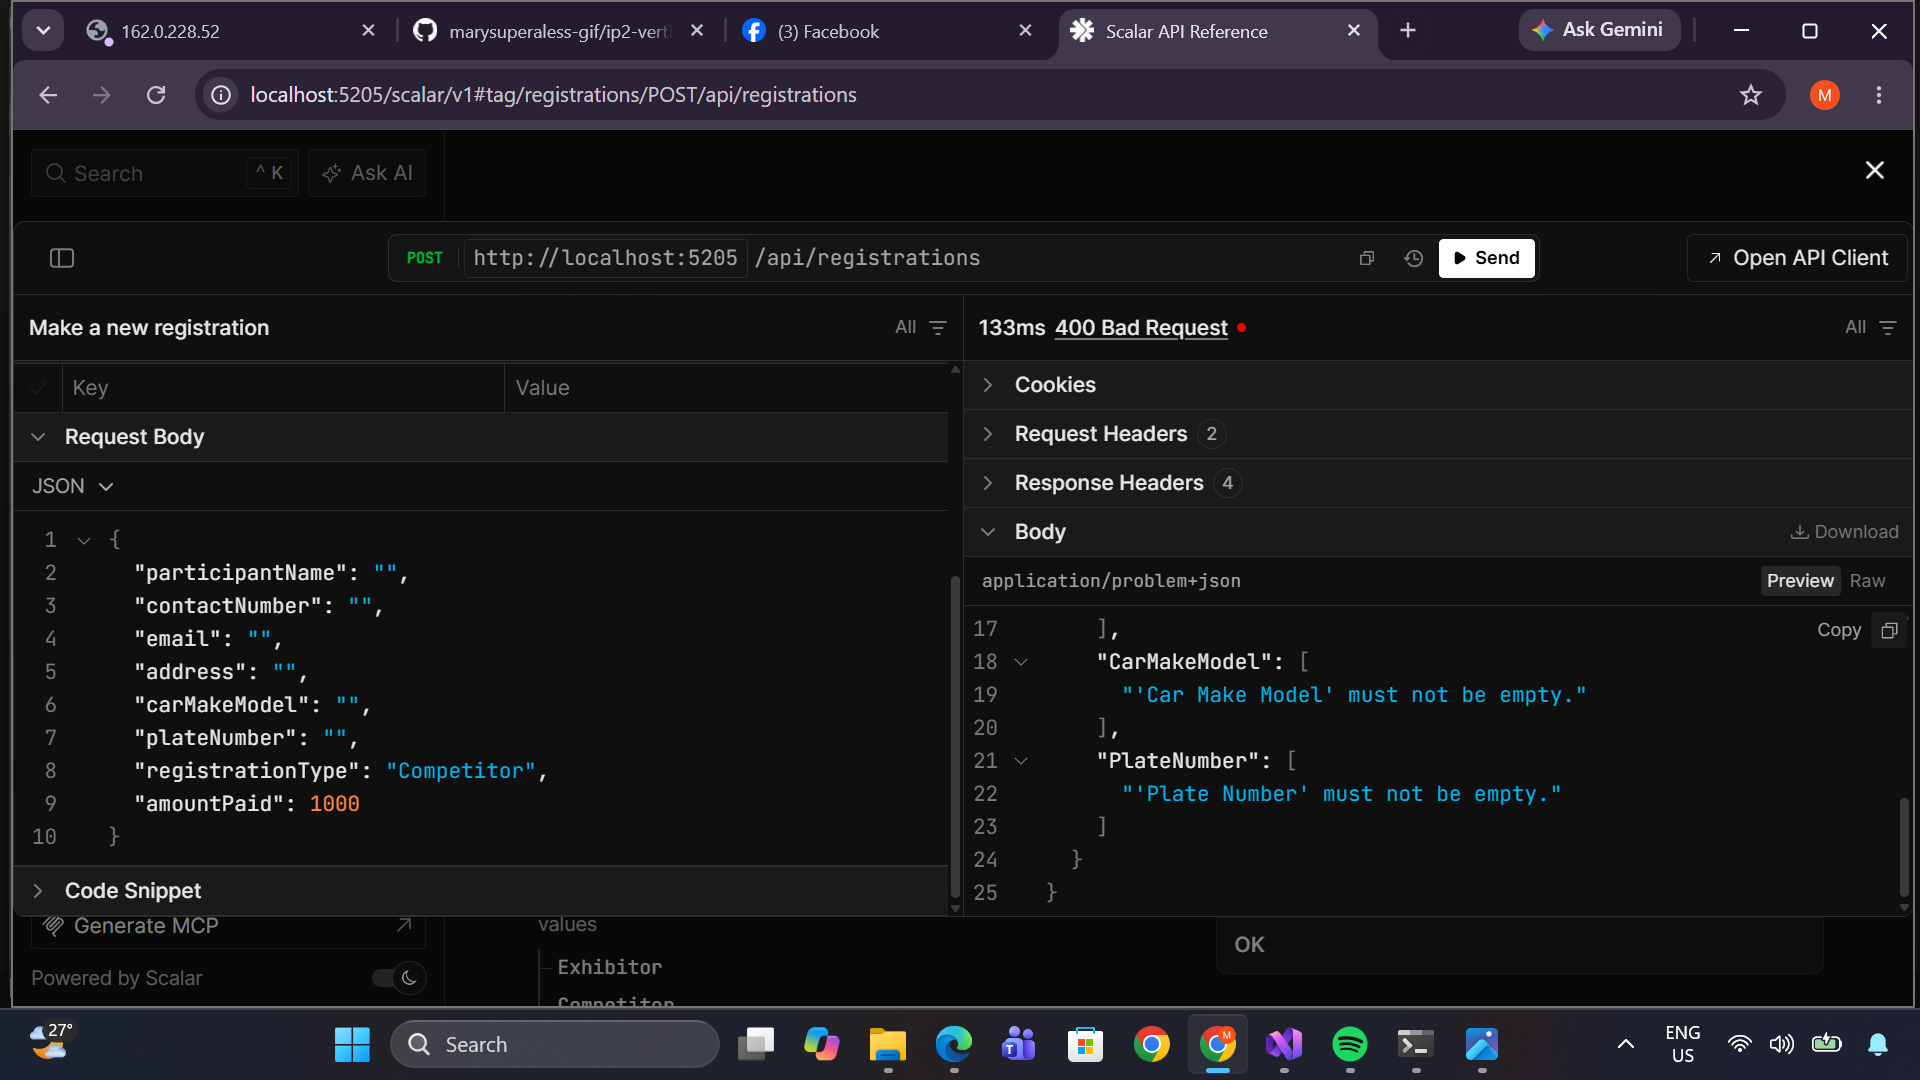 162.0.228.52
marysuperaless-gif/ip2-verti
(3) Facebook
Scalar API Reference
Ask Gemini
localhost:5205/scalar/v1#tag/registrations/POST/api/registrations
M
Search
^ K
Ask AI
POST
http://localhost:5205
/api/registrations
Send
Open API Client
Make a new registration
All
133ms 400 Bad Request
All
Key
Value
Cookies
Request Body
Request Headers 2
JSON
Response Headers 4
Body
Download
application/problem+json
Preview
Raw
1 {
2 "participantName": "",
3 "contactNumber": "",
4 "email": "",
5 "address": "",
6 "carMakeModel": "",
7 "plateNumber": "",
8 "registrationType": "Competitor",
9 "amountPaid": 1000
10 }
Copy
17 ],
18 "CarMakeModel": [
19 "'Car Make Model' must not be empty."
20 ],
21 "PlateNumber": [
22 "'Plate Number' must not be empty."
23 ]
24 }
25 }
Code Snippet
Generate MCP
values
OK
Powered by Scalar
Exhibitor
Competitor
27°
Search
ENG
US